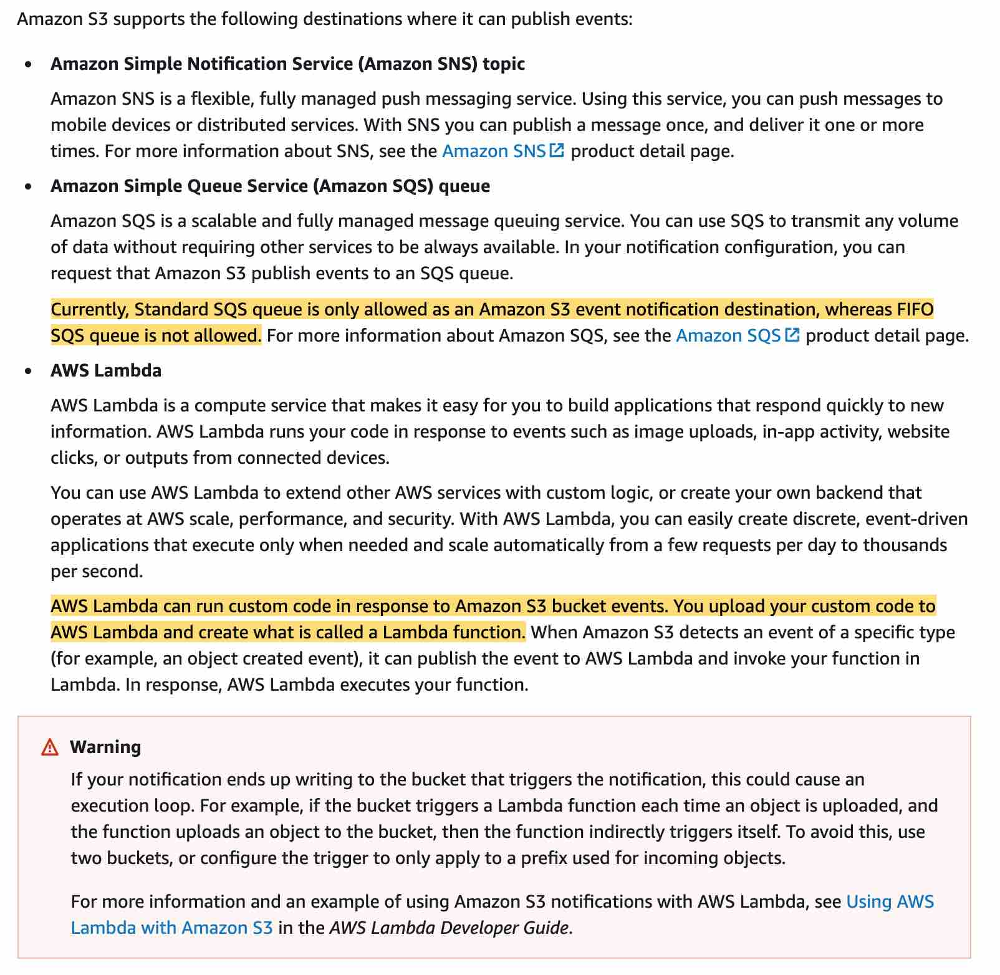 Amazon S3 supports the following destinations where it can publish events:
• Amazon Simple Notification Service (Amazon SNS) topic
Amazon SNS is a flexible, fully managed push messaging service. Using this service, you can push messages to
mobile devices or distributed services. With SNS you can publish a message once, and deliver it one or more
times. For more information about SNS, see the Amazon SNS product detail page.
• Amazon Simple Queue Service (Amazon SQS) queue
Amazon SQS is a scalable and fully managed message queuing service. You can use SQS to transmit any volume
of data without requiring other services to be always available. In your notification configuration, you can
request that Amazon S3 publish events to an SQS queue.
Currently, Standard SQS queue is only allowed as an Amazon S3 event notification destination, whereas FIFO
SQS queue is not allowed. For more information about Amazon SQS, see the Amazon SQS product detail page.
• AWS Lambda
AWS Lambda is a compute service that makes it easy for you to build applications that respond quickly to new
information. AWS Lambda runs your code in response to events such as image uploads, in-app activity, website
clicks, or outputs from connected devices.
You can use AWS Lambda to extend other AWS services with custom logic, or create your own backend that
operates at AWS scale, performance, and security. With AWS Lambda, you can easily create discrete, event-driven
applications that execute only when needed and scale automatically from a few requests per day to thousands
per second.
AWS Lambda can run custom code in response to Amazon S3 bucket events. You upload your custom code to
AWS Lambda and create what is called a Lambda function. When Amazon S3 detects an event of a specific type
(for example, an object created event), it can publish the event to AWS Lambda and invoke your function in
Lambda. In response, AWS Lambda executes your function.
Warning
If your notification ends up writing to the bucket that triggers the notification, this could cause an
execution loop. For example, if the bucket triggers a Lambda function each time an object is uploaded, and
the function uploads an object to the bucket, then the function indirectly triggers itself. To avoid this, use
two buckets, or configure the trigger to only apply to a prefix used for incoming objects.
For more information and an example of using Amazon S3 notifications with AWS Lambda, see Using AWS
Lambda with Amazon S3 in the AWS Lambda Developer Guide.